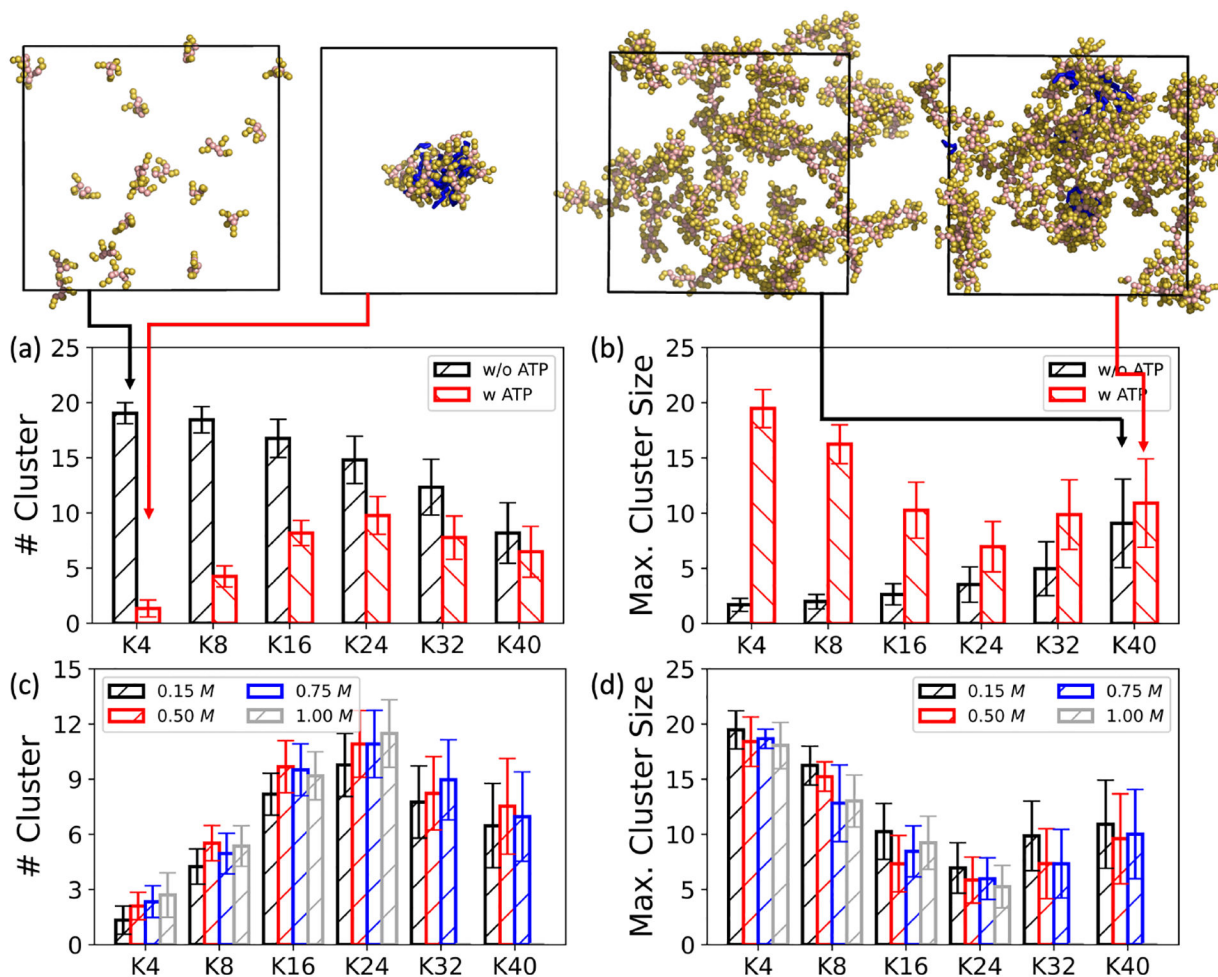 (a)
25
20
15
10
5
0
# Cluster
w/o ATP
w ATP
K4 K8 K16 K24 K32 K40
(b)
25
20
15
10
5
0
Max. Cluster Size
w/o ATP
w ATP
K4 K8 K16 K24 K32 K40
(c)
15
12
9
6
3
0
# Cluster
0.15 M 0.75 M
0.50 M 1.00 M
K4 K8 K16 K24 K32 K40
(d)
25
20
15
10
5
0
Max. Cluster Size
0.15 M 0.75 M
0.50 M 1.00 M
K4 K8 K16 K24 K32 K40